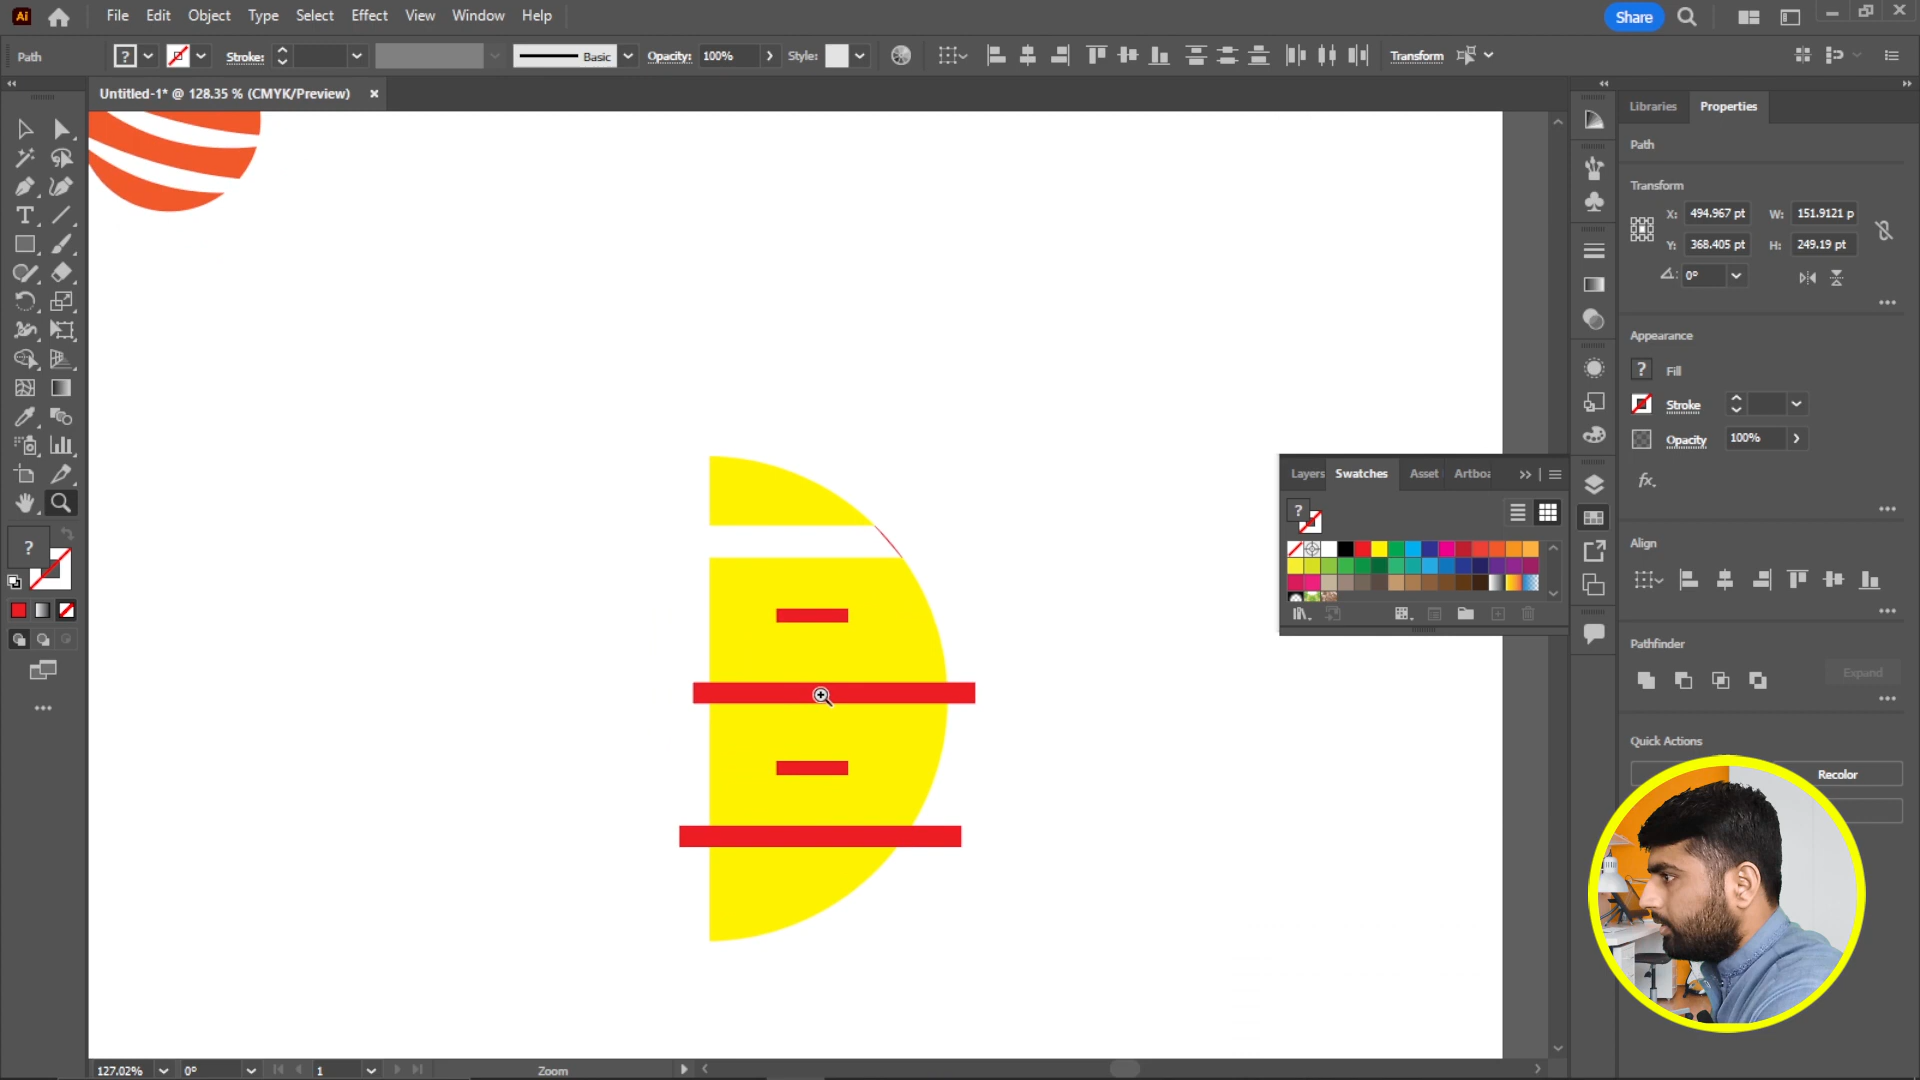 Ai File Edit Object Type Select Effect View Window Help Share
Path ? Stroke: Basic Opacity: 100% Style: Transform
Untitled-1* @ 128.35 % (CMYK/Preview)
Libraries Properties
Path
Transform
X: 494.967 pt W: 151.9121 p
Y: 368.405 pt H: 249.19 pt
0°
Appearance
? Fill
Stroke
Opacity 100%
fx
Layers Swatches Asset Artboa
?
?
Align
Pathfinder
Expand
Quick Actions
Recolor
127.02% 0° 1 Zoom